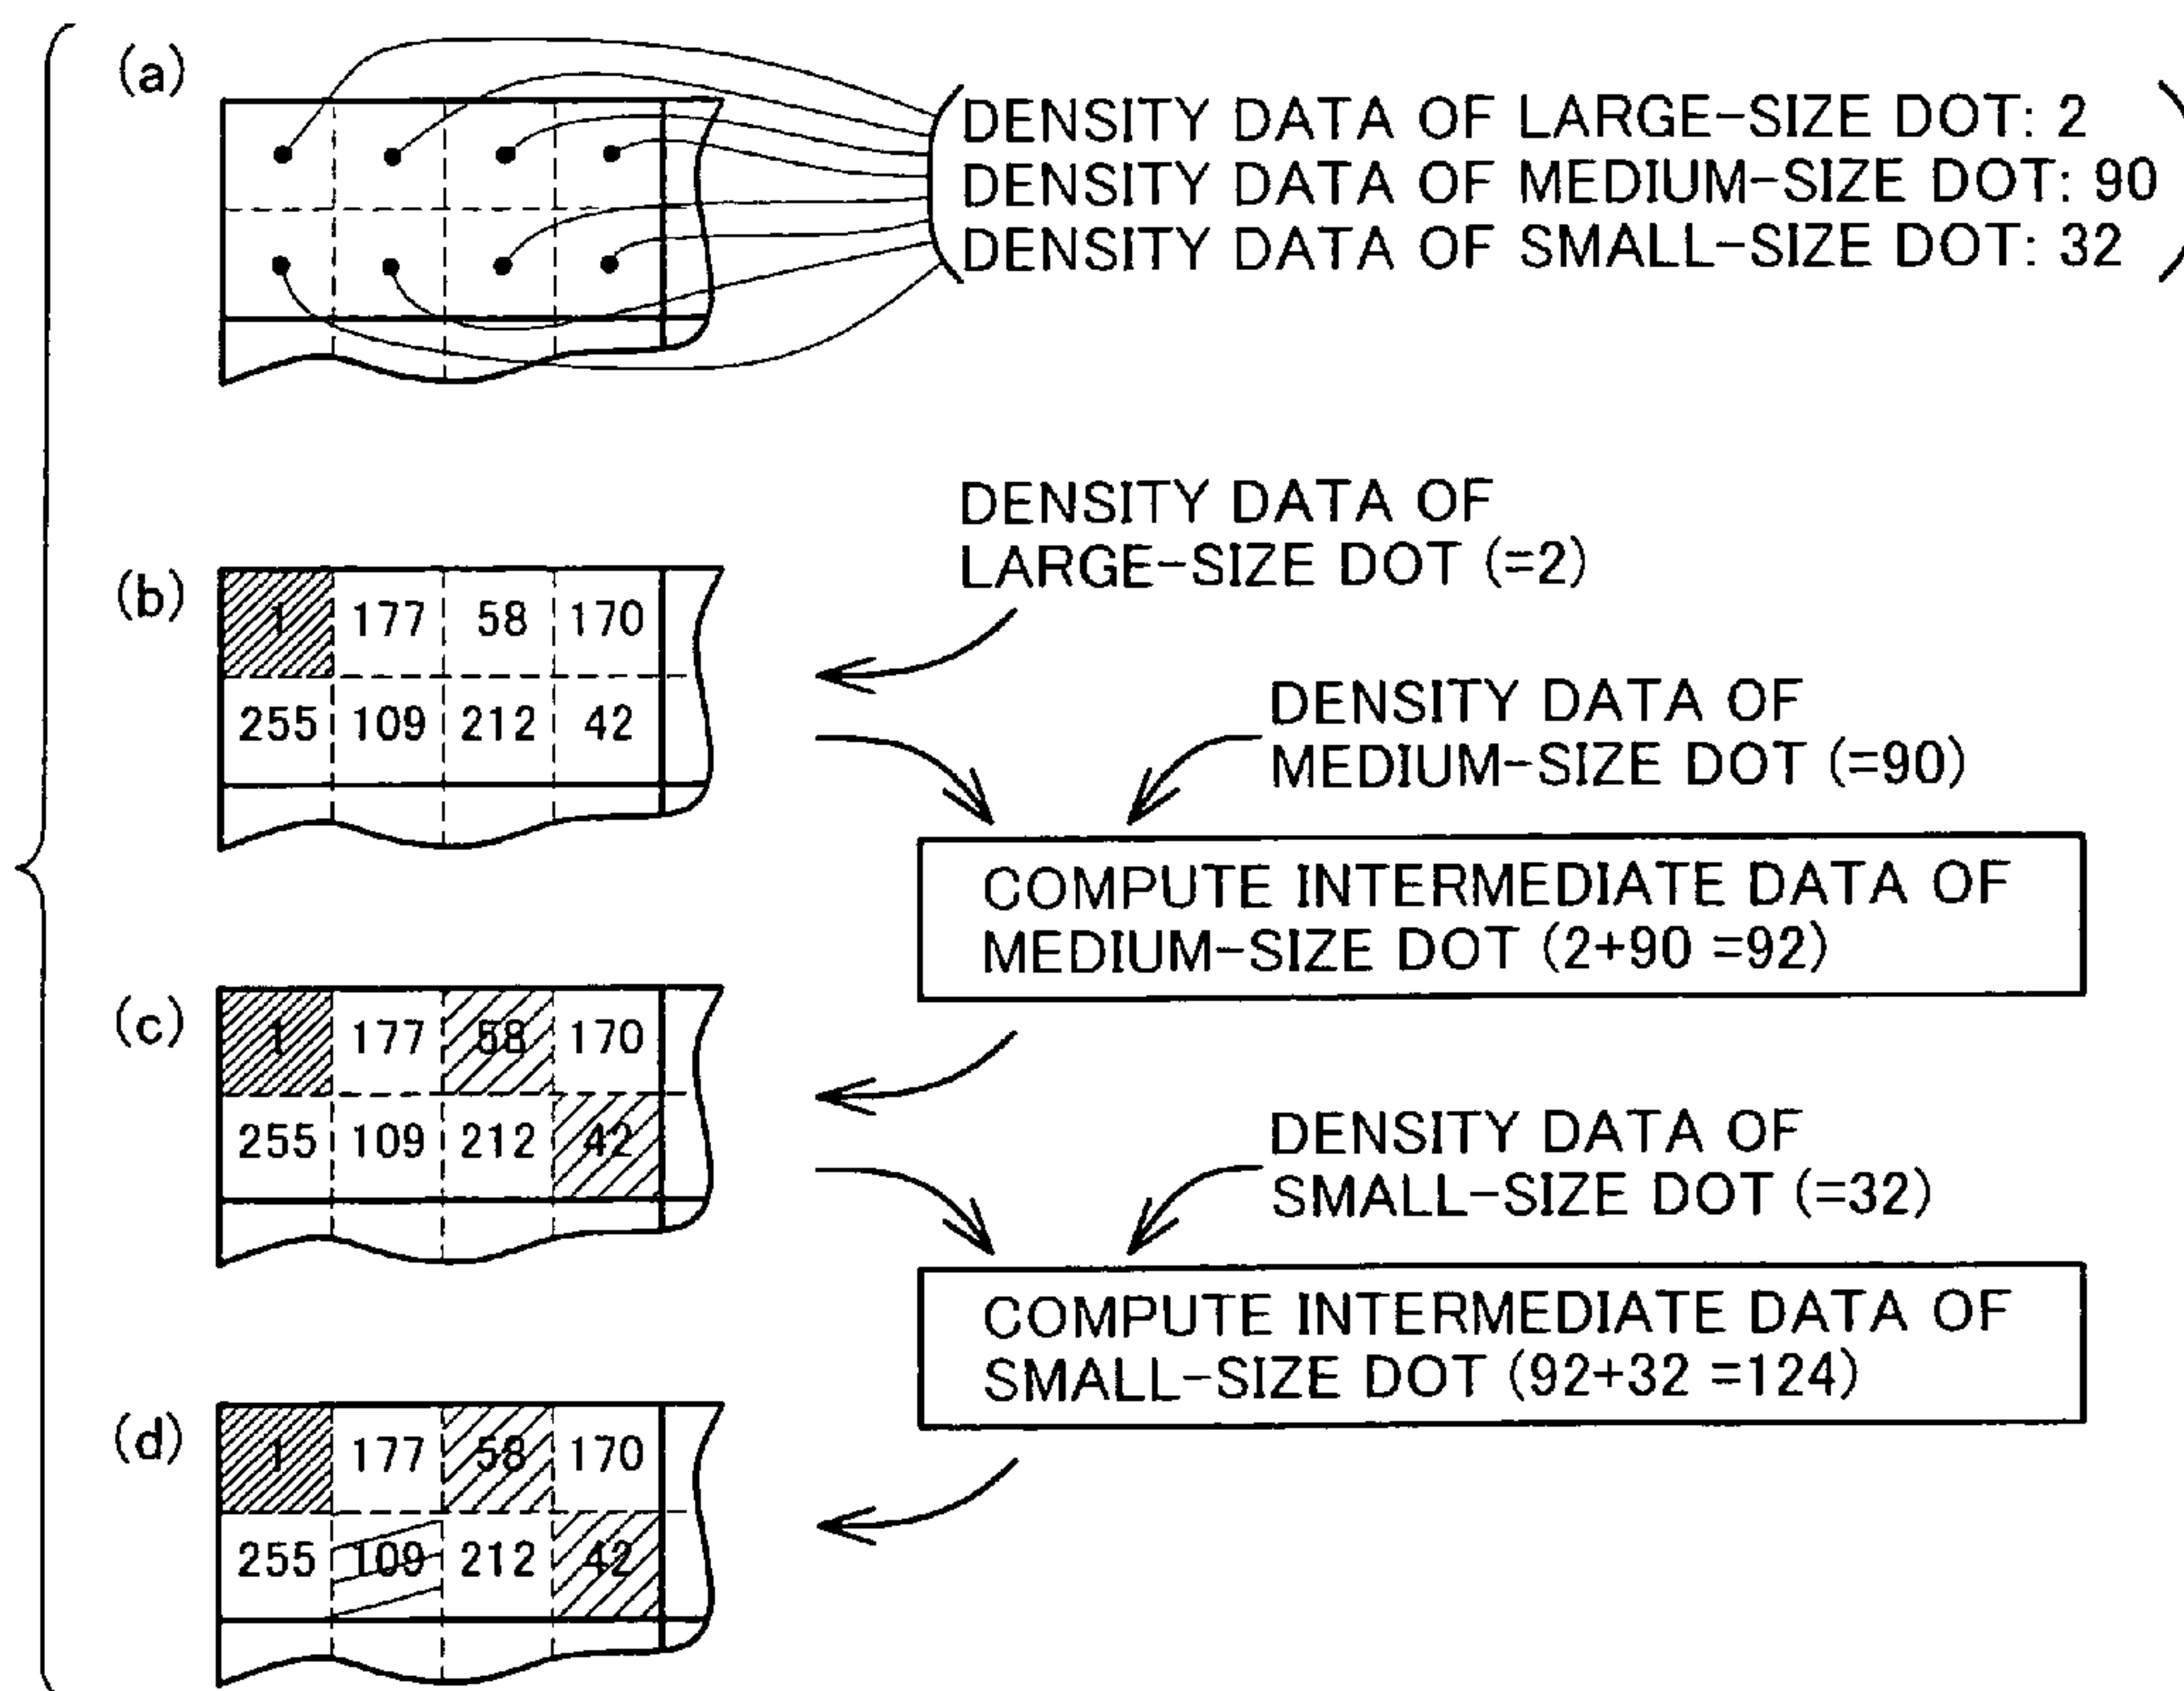 (a)
DENSITY DATA OF LARGE-SIZE DOT: 2
DENSITY DATA OF MEDIUM-SIZE DOT: 90
DENSITY DATA OF SMALL-SIZE DOT: 32
DENSITY DATA OF
LARGE-SIZE DOT (=2)
(b)
1 177 58 170
255 109 212 42
DENSITY DATA OF
MEDIUM-SIZE DOT (=90)
COMPUTE INTERMEDIATE DATA OF
MEDIUM-SIZE DOT (2+90 =92)
(c)
1 177 58 170
255 109 212 42
DENSITY DATA OF
SMALL-SIZE DOT (=32)
COMPUTE INTERMEDIATE DATA OF
SMALL-SIZE DOT (92+32 =124)
(d)
1 177 58 170
255 109 212 42